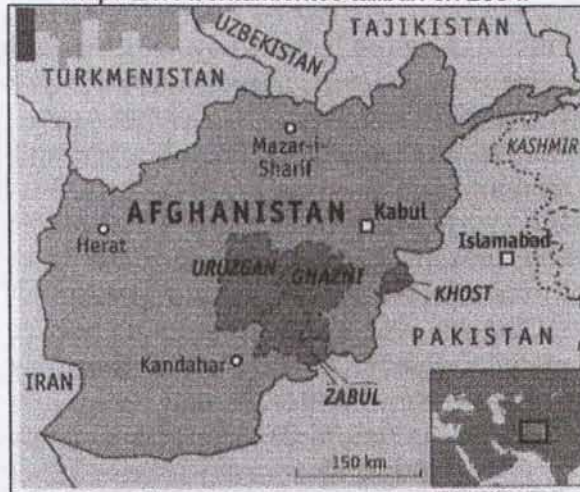 UZBEKISTAN
TAJIKISTAN
TURKMENISTAN
Mazar-i-
Sharif
KASHMIR
AFGHANISTAN
Kabul
Herat
Islamabad
URUZGAN
GHAZNI
KHOST
PAKISTAN
Kandahar
IRAN
ZABUL
150 km